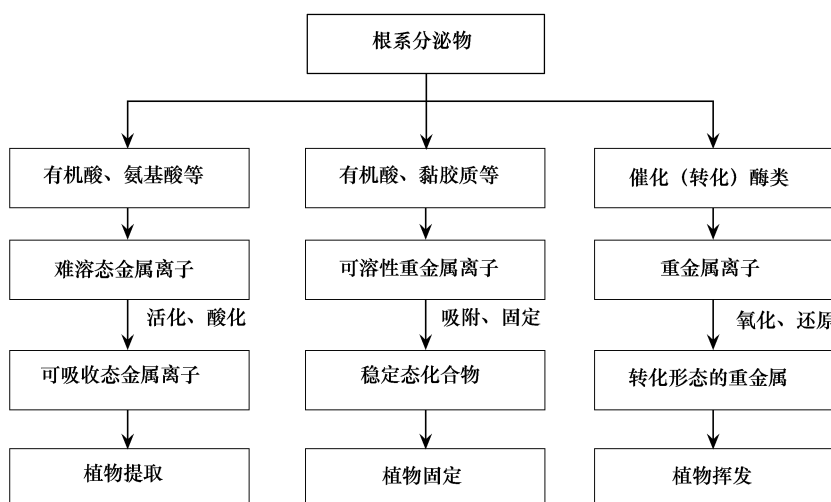 根系分泌物
有机酸、氨基酸等
有机酸、黏胶质等
催化（转化）酶类
难溶态金属离子
可溶性重金属离子
重金属离子
活化、酸化
吸附、固定
氧化、还原
可吸收态金属离子
稳定态化合物
转化形态的重金属
植物提取
植物固定
植物挥发